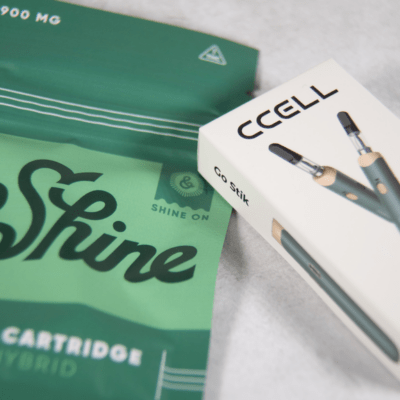 900 MG
Shine
&
SHINE ON
CARTRIDGE
HYBRID
CCELL
Go Stik